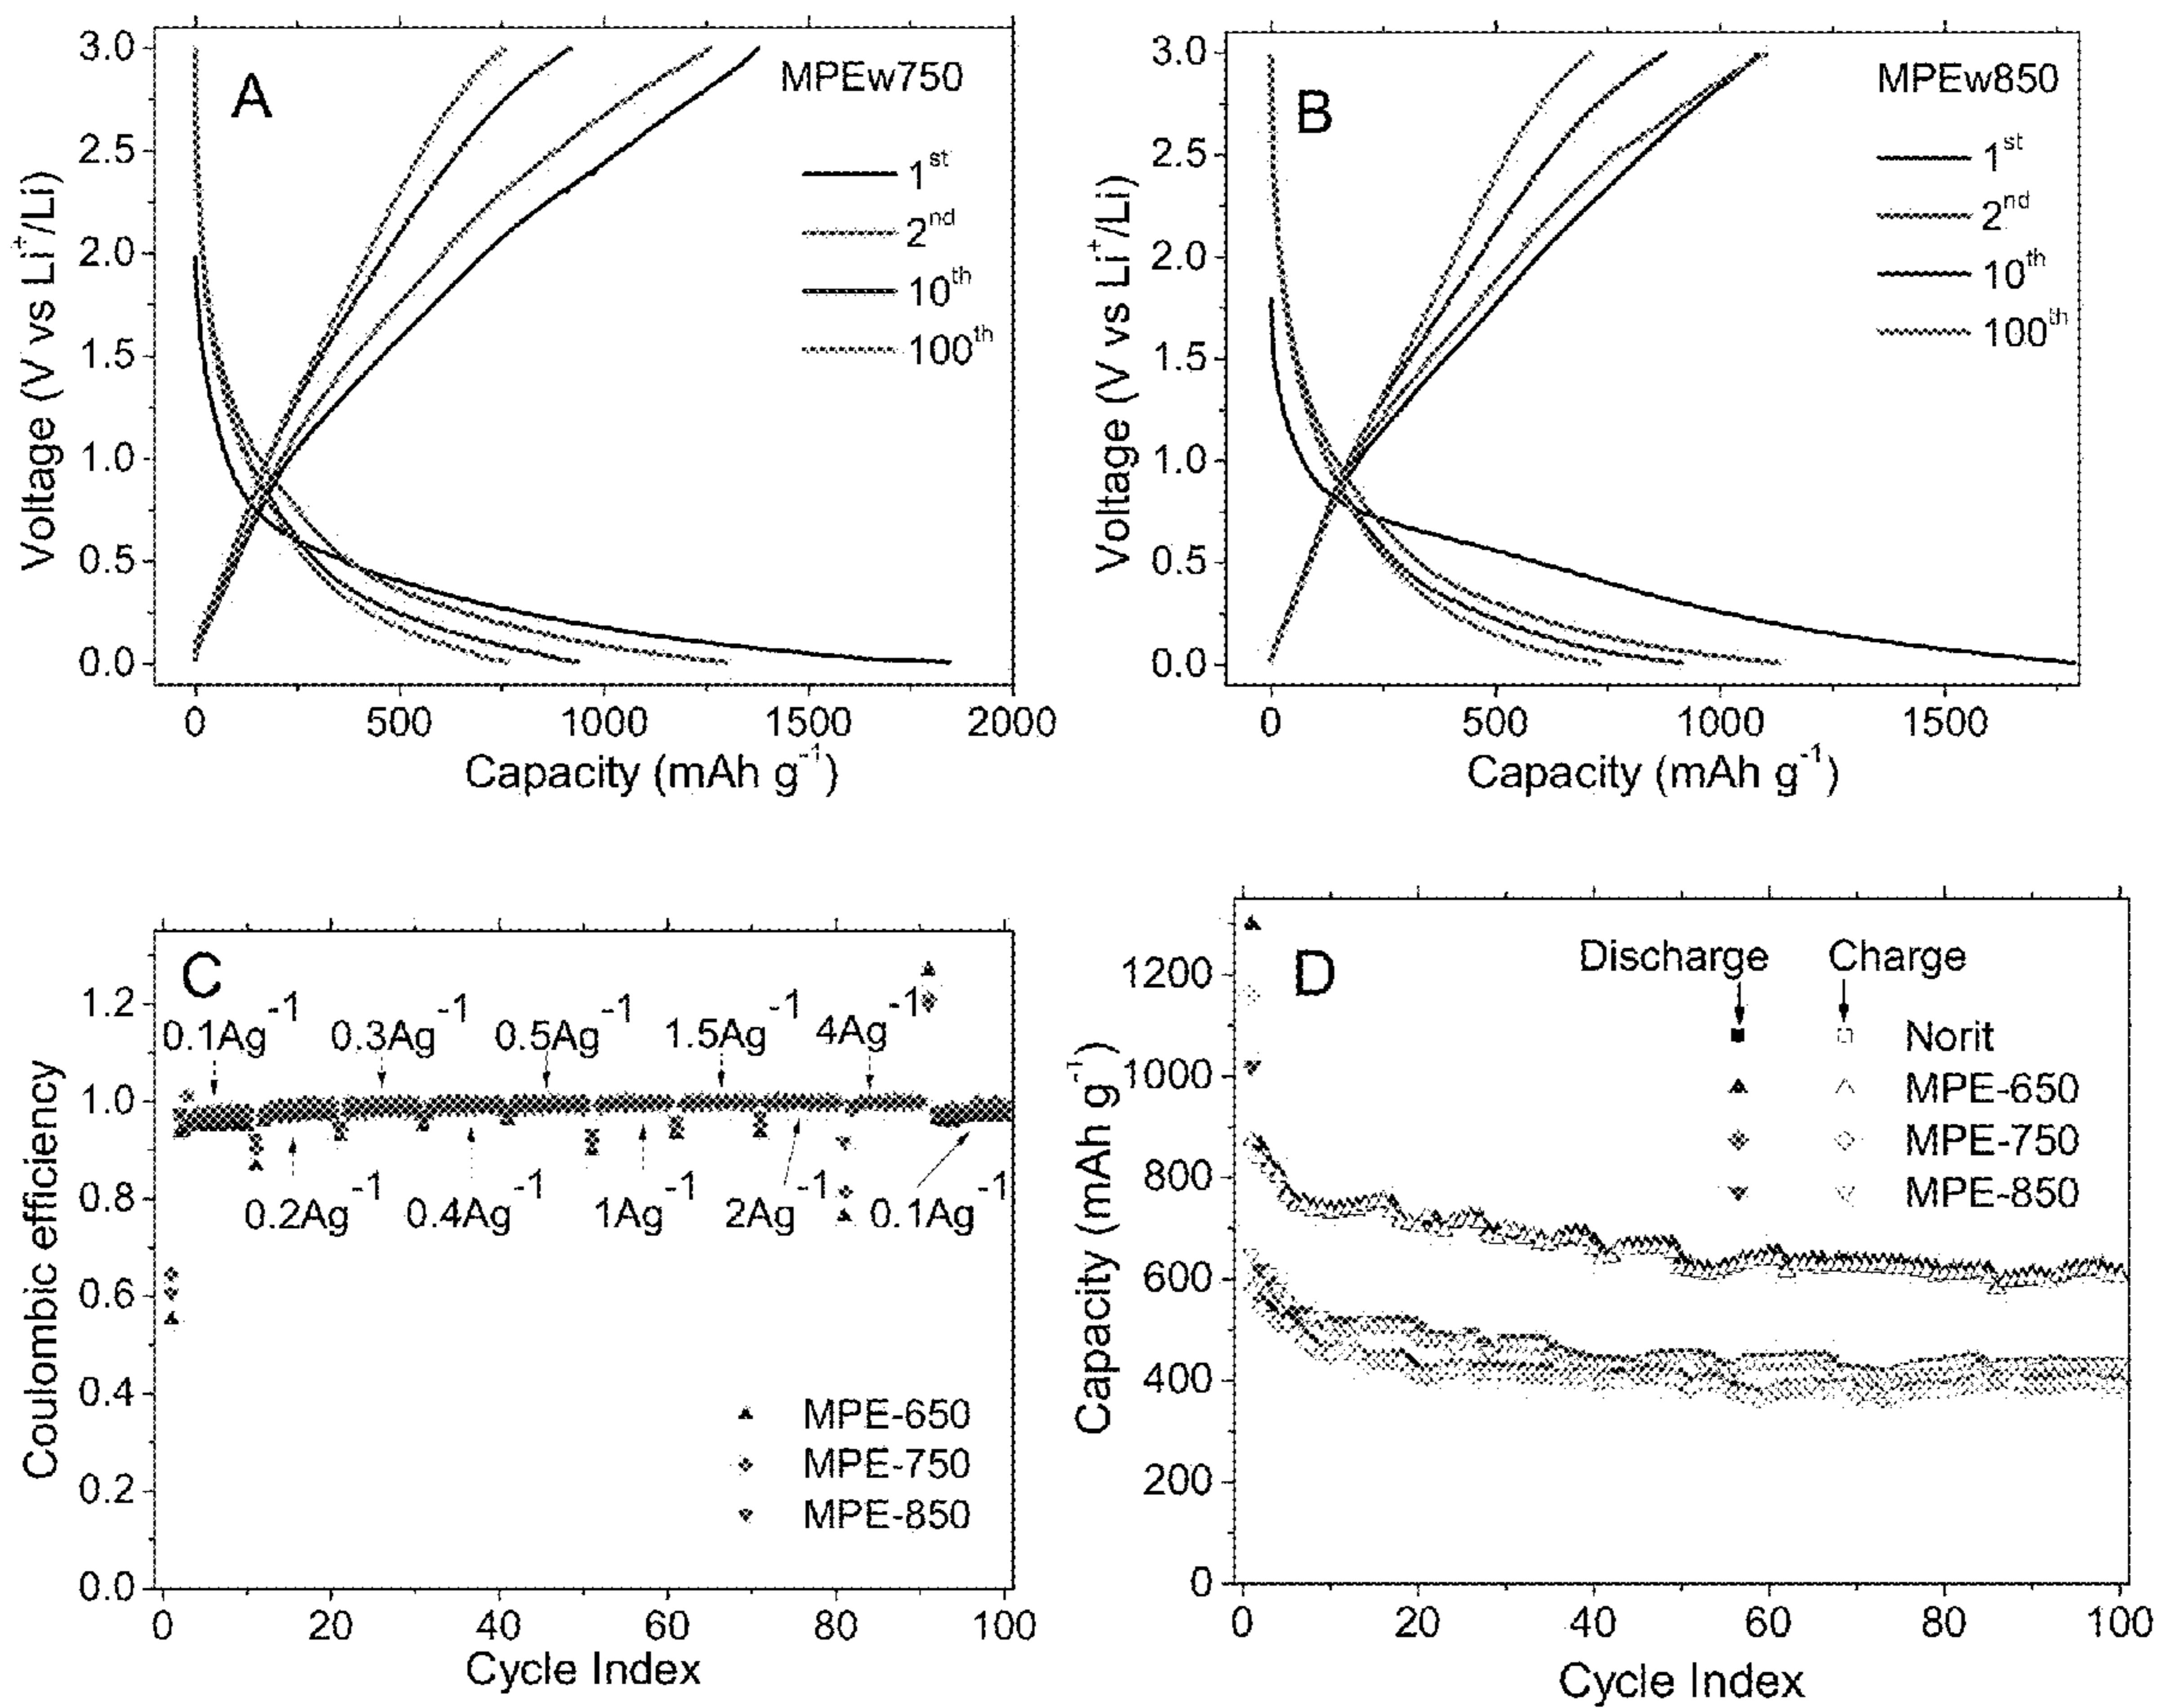 A
MPEw750
1st
2nd
10th
100th
3.0
2.5
2.0
1.5
1.0
0.5
0.0
Voltage (V vs Li+/Li)
0 500 1000 1500 2000
Capacity (mAh g-1)
B
MPEw850
1st
2nd
10th
100th
3.0
2.5
2.0
1.5
1.0
0.5
0.0
Voltage (V vs Li+/Li)
0 500 1000 1500
Capacity (mAh g-1)
C
0.1Ag-1 0.3Ag-1 0.5Ag-1 1.5Ag-1 4Ag-1
0.2Ag-1 0.4Ag-1 1Ag-1 2Ag-1 0.1Ag-1
MPE-650
MPE-750
MPE-850
1.2
1.0
0.8
0.6
0.4
0.2
0.0
Coulombic efficiency
0 20 40 60 80 100
Cycle Index
D
Discharge Charge
Norit
MPE-650
MPE-750
MPE-850
1200
1000
800
600
400
200
0
Capacity (mAh g-1)
0 20 40 60 80 100
Cycle Index